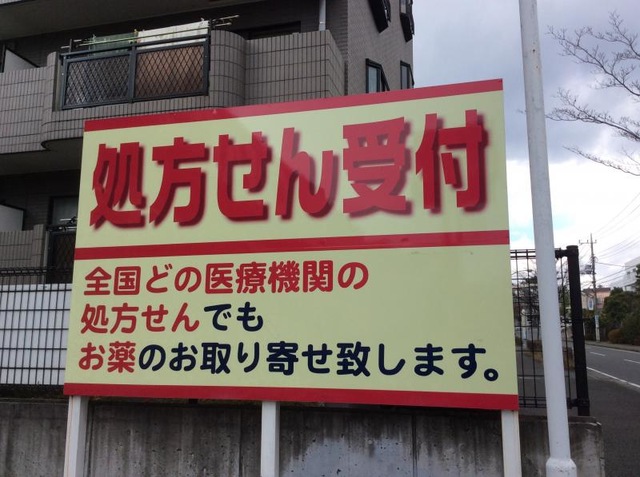 処方せん受付
全国どの医療機関の
処方せんでも
お薬のお取り寄せ致します。